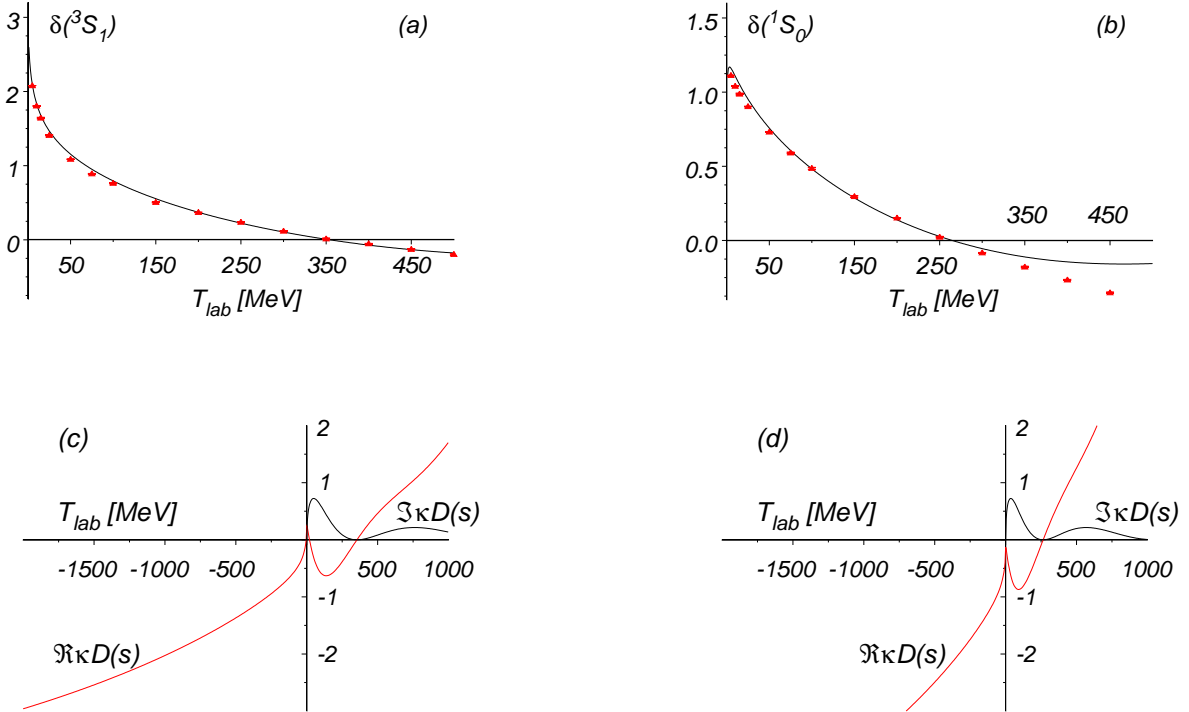 3 δ(³S₁) (a)
2
1
0
50 150 250 350 450
T_lab [MeV]
1.5 δ(¹S₀) (b)
1.0
0.5
350 450
0.0
50 150 250
T_lab [MeV]
(c) 2
1
T_lab [MeV] ℑκD(s)
-1500 -1000 -500 500 1000
-1
ℜκD(s) -2
2 (d)
1
T_lab [MeV] ℑκD(s)
-1500 -1000 -500 500 1000
-1
ℜκD(s) -2